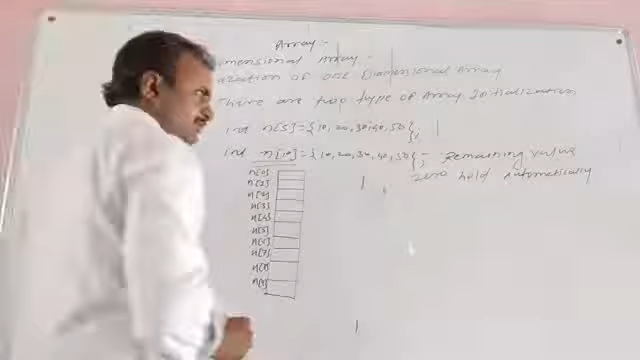 Array -
mensional Array -
zation of one Dimensional Array
There are two type of Array Initialization
int n[5]={10,20,30,40,50};
int n[10]={10,20,30,40,50}; - Remaining value
zero hold automatically
n[0]
n[1]
n[2]
n[3]
n[4]
n[5]
n[6]
n[7]
n[8]
n[9]